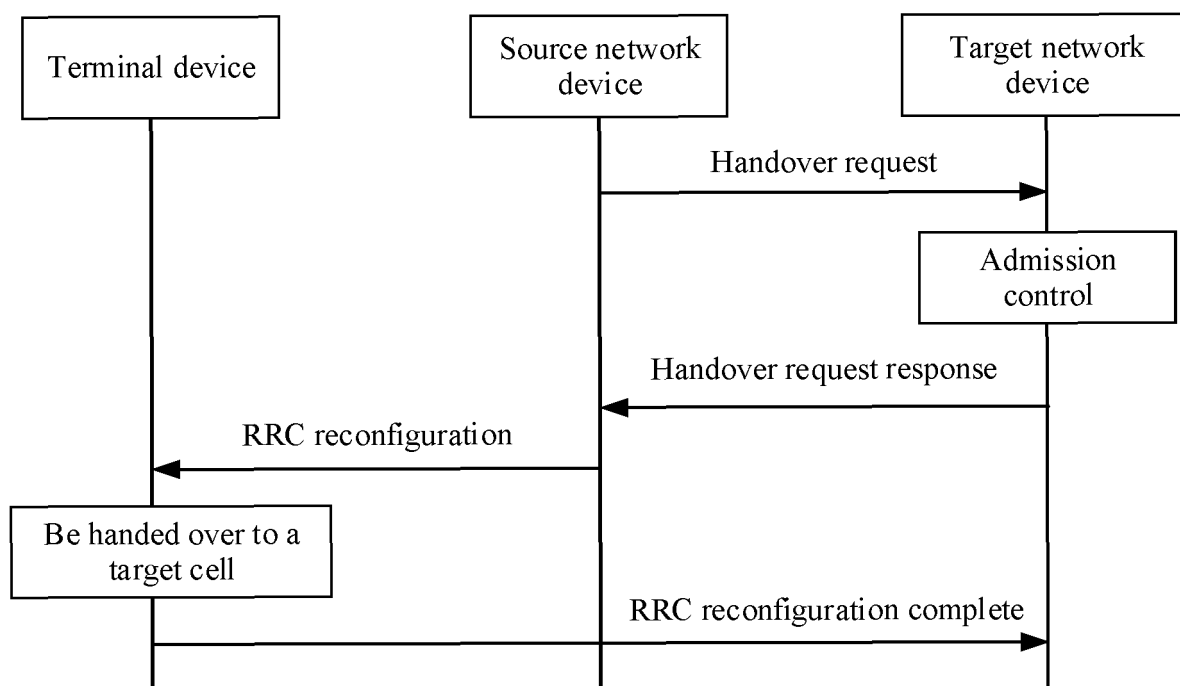 Terminal device
Source network
device
Target network
device
Handover request
Admission
control
Handover request response
RRC reconfiguration
Be handed over to a
target cell
RRC reconfiguration complete